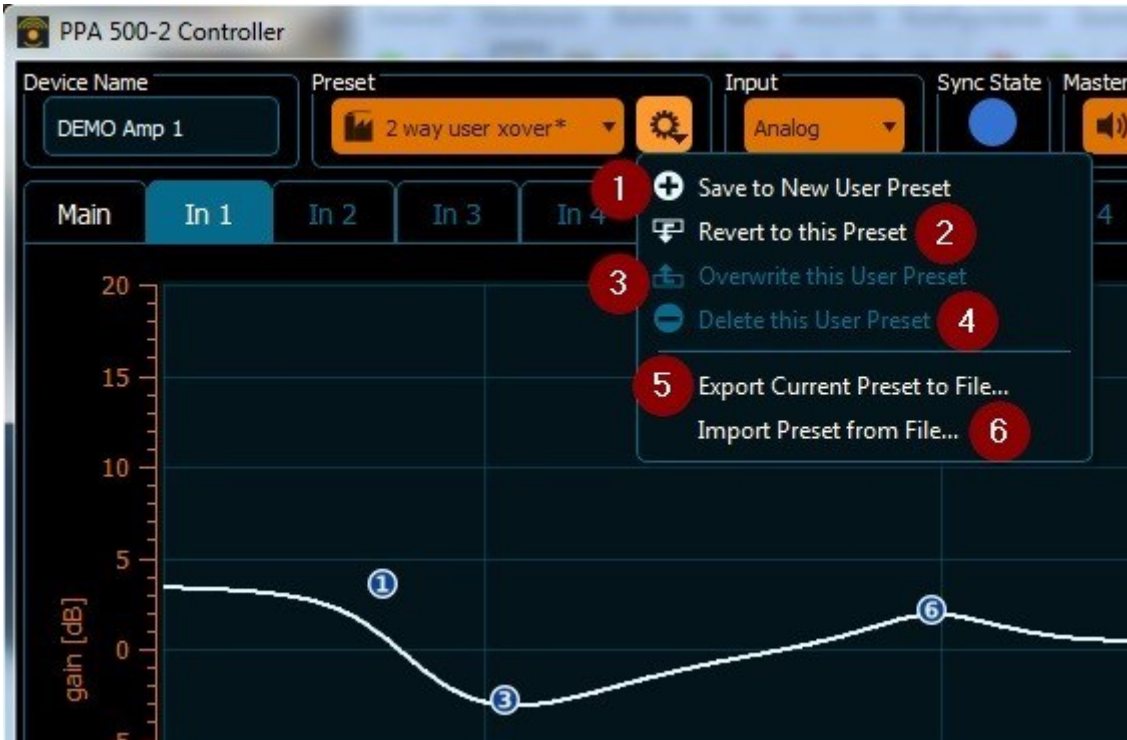 PPA 500-2 Controller
Device Name
Preset
Input
Sync State
Master
DEMO Amp 1
2 way user xover*
Analog
Main
In 1
In 2
In 3
In 4
4
1
Save to New User Preset
Revert to this Preset
2
3
Overwrite this User Preset
Delete this User Preset
4
5
Export Current Preset to File...
Import Preset from File...
6
20
15
10
5
0
-5
gain [dB]
1
3
6